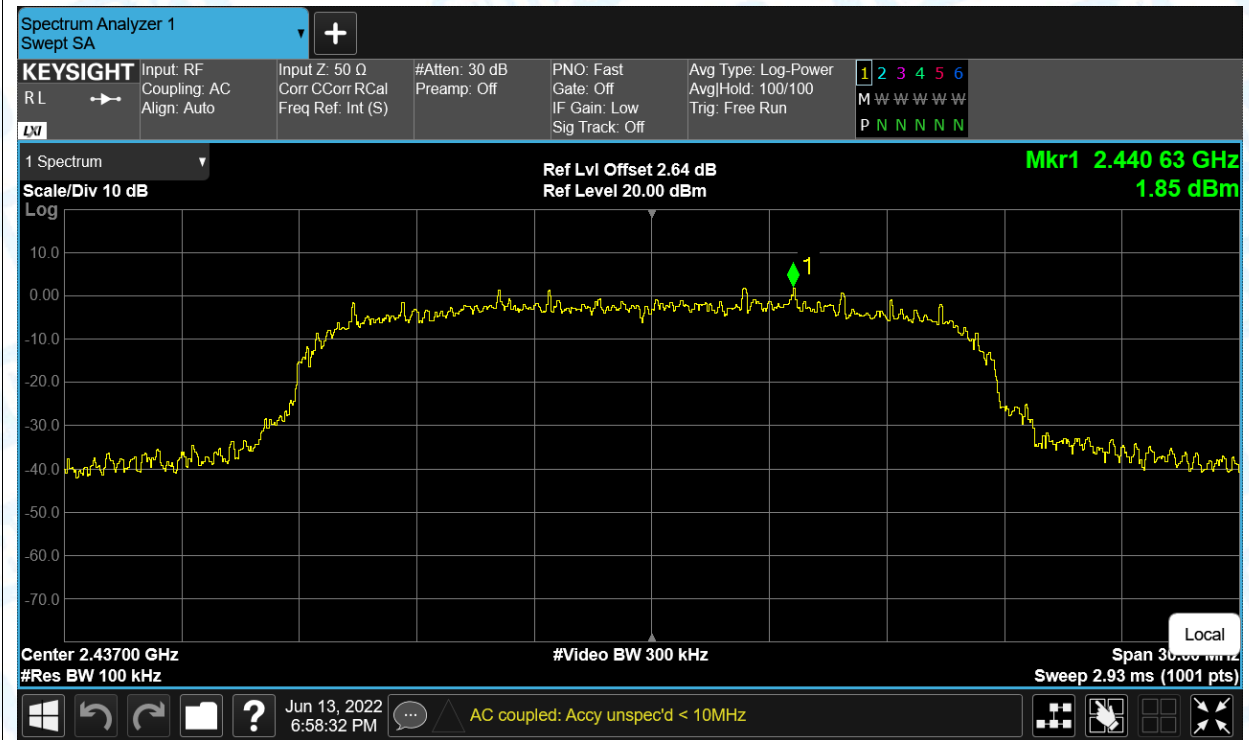 Spectrum Analyzer 1
Swept SA
+
KEYSIGHT
R L
LXI
Input: RF
Coupling: AC
Align: Auto
Input Z: 50 Ω
Corr CCorr RCal
Freq Ref: Int (S)
#Atten: 30 dB
Preamp: Off
PNO: Fast
Gate: Off
IF Gain: Low
Sig Track: Off
Avg Type: Log-Power
Avg|Hold: 100/100
Trig: Free Run
1 2 3 4 5 6
M W W W W W
P N N N N N
1 Spectrum
Scale/Div 10 dB
Ref Lvl Offset 2.64 dB
Ref Level 20.00 dBm
Mkr1 2.440 63 GHz
1.85 dBm
Log
10.0
0.00
-10.0
-20.0
-30.0
-40.0
-50.0
-60.0
-70.0
1
Local
Center 2.43700 GHz
#Video BW 300 kHz
Span 30.00 MHz
#Res BW 100 kHz
Sweep 2.93 ms (1001 pts)
?
Jun 13, 2022
6:58:32 PM
AC coupled: Accy unspec'd < 10MHz